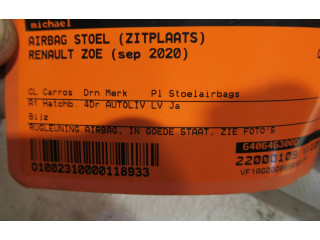 michael
AIRBAG STOEL (ZITPLAATS)
RENAULT ZOE (sep 2020)
CL Carros Drn Merk Pl Stoelairbags
A1 Hatchb. 4Dr AUTOLIV LV Ja
Bijz
RUGLEUNING AIRBAG, IN GOEDE STAAT, ZIE FOTO'S
01002310000118933